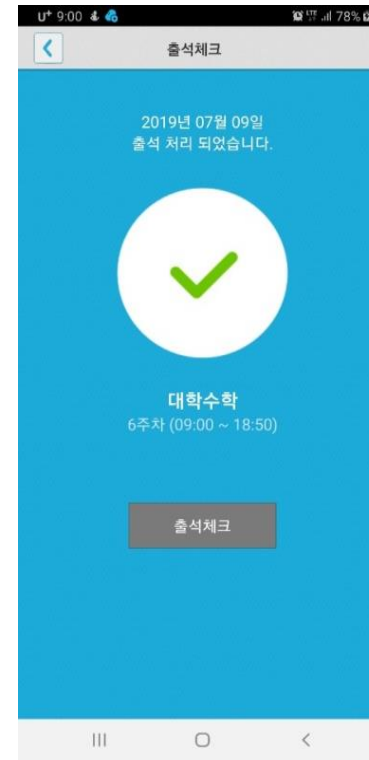 U+ 9:00 LTE 78%
출석체크
2019년 07월 09일
출석 처리 되었습니다.
대학수학
6주차 (09:00 ~ 18:50)
출석체크